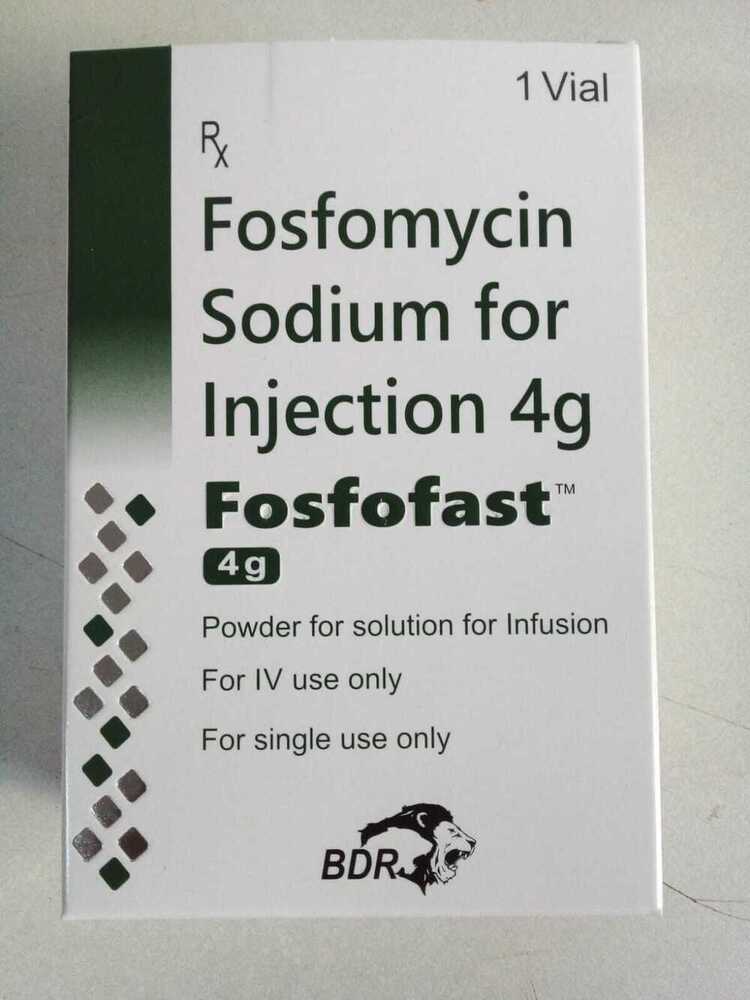 1 Vial
Rx
Fosfomycin
Sodium for
Injection 4g
Fosfofast™
4g
Powder for solution for Infusion
For IV use only
For single use only
BDR